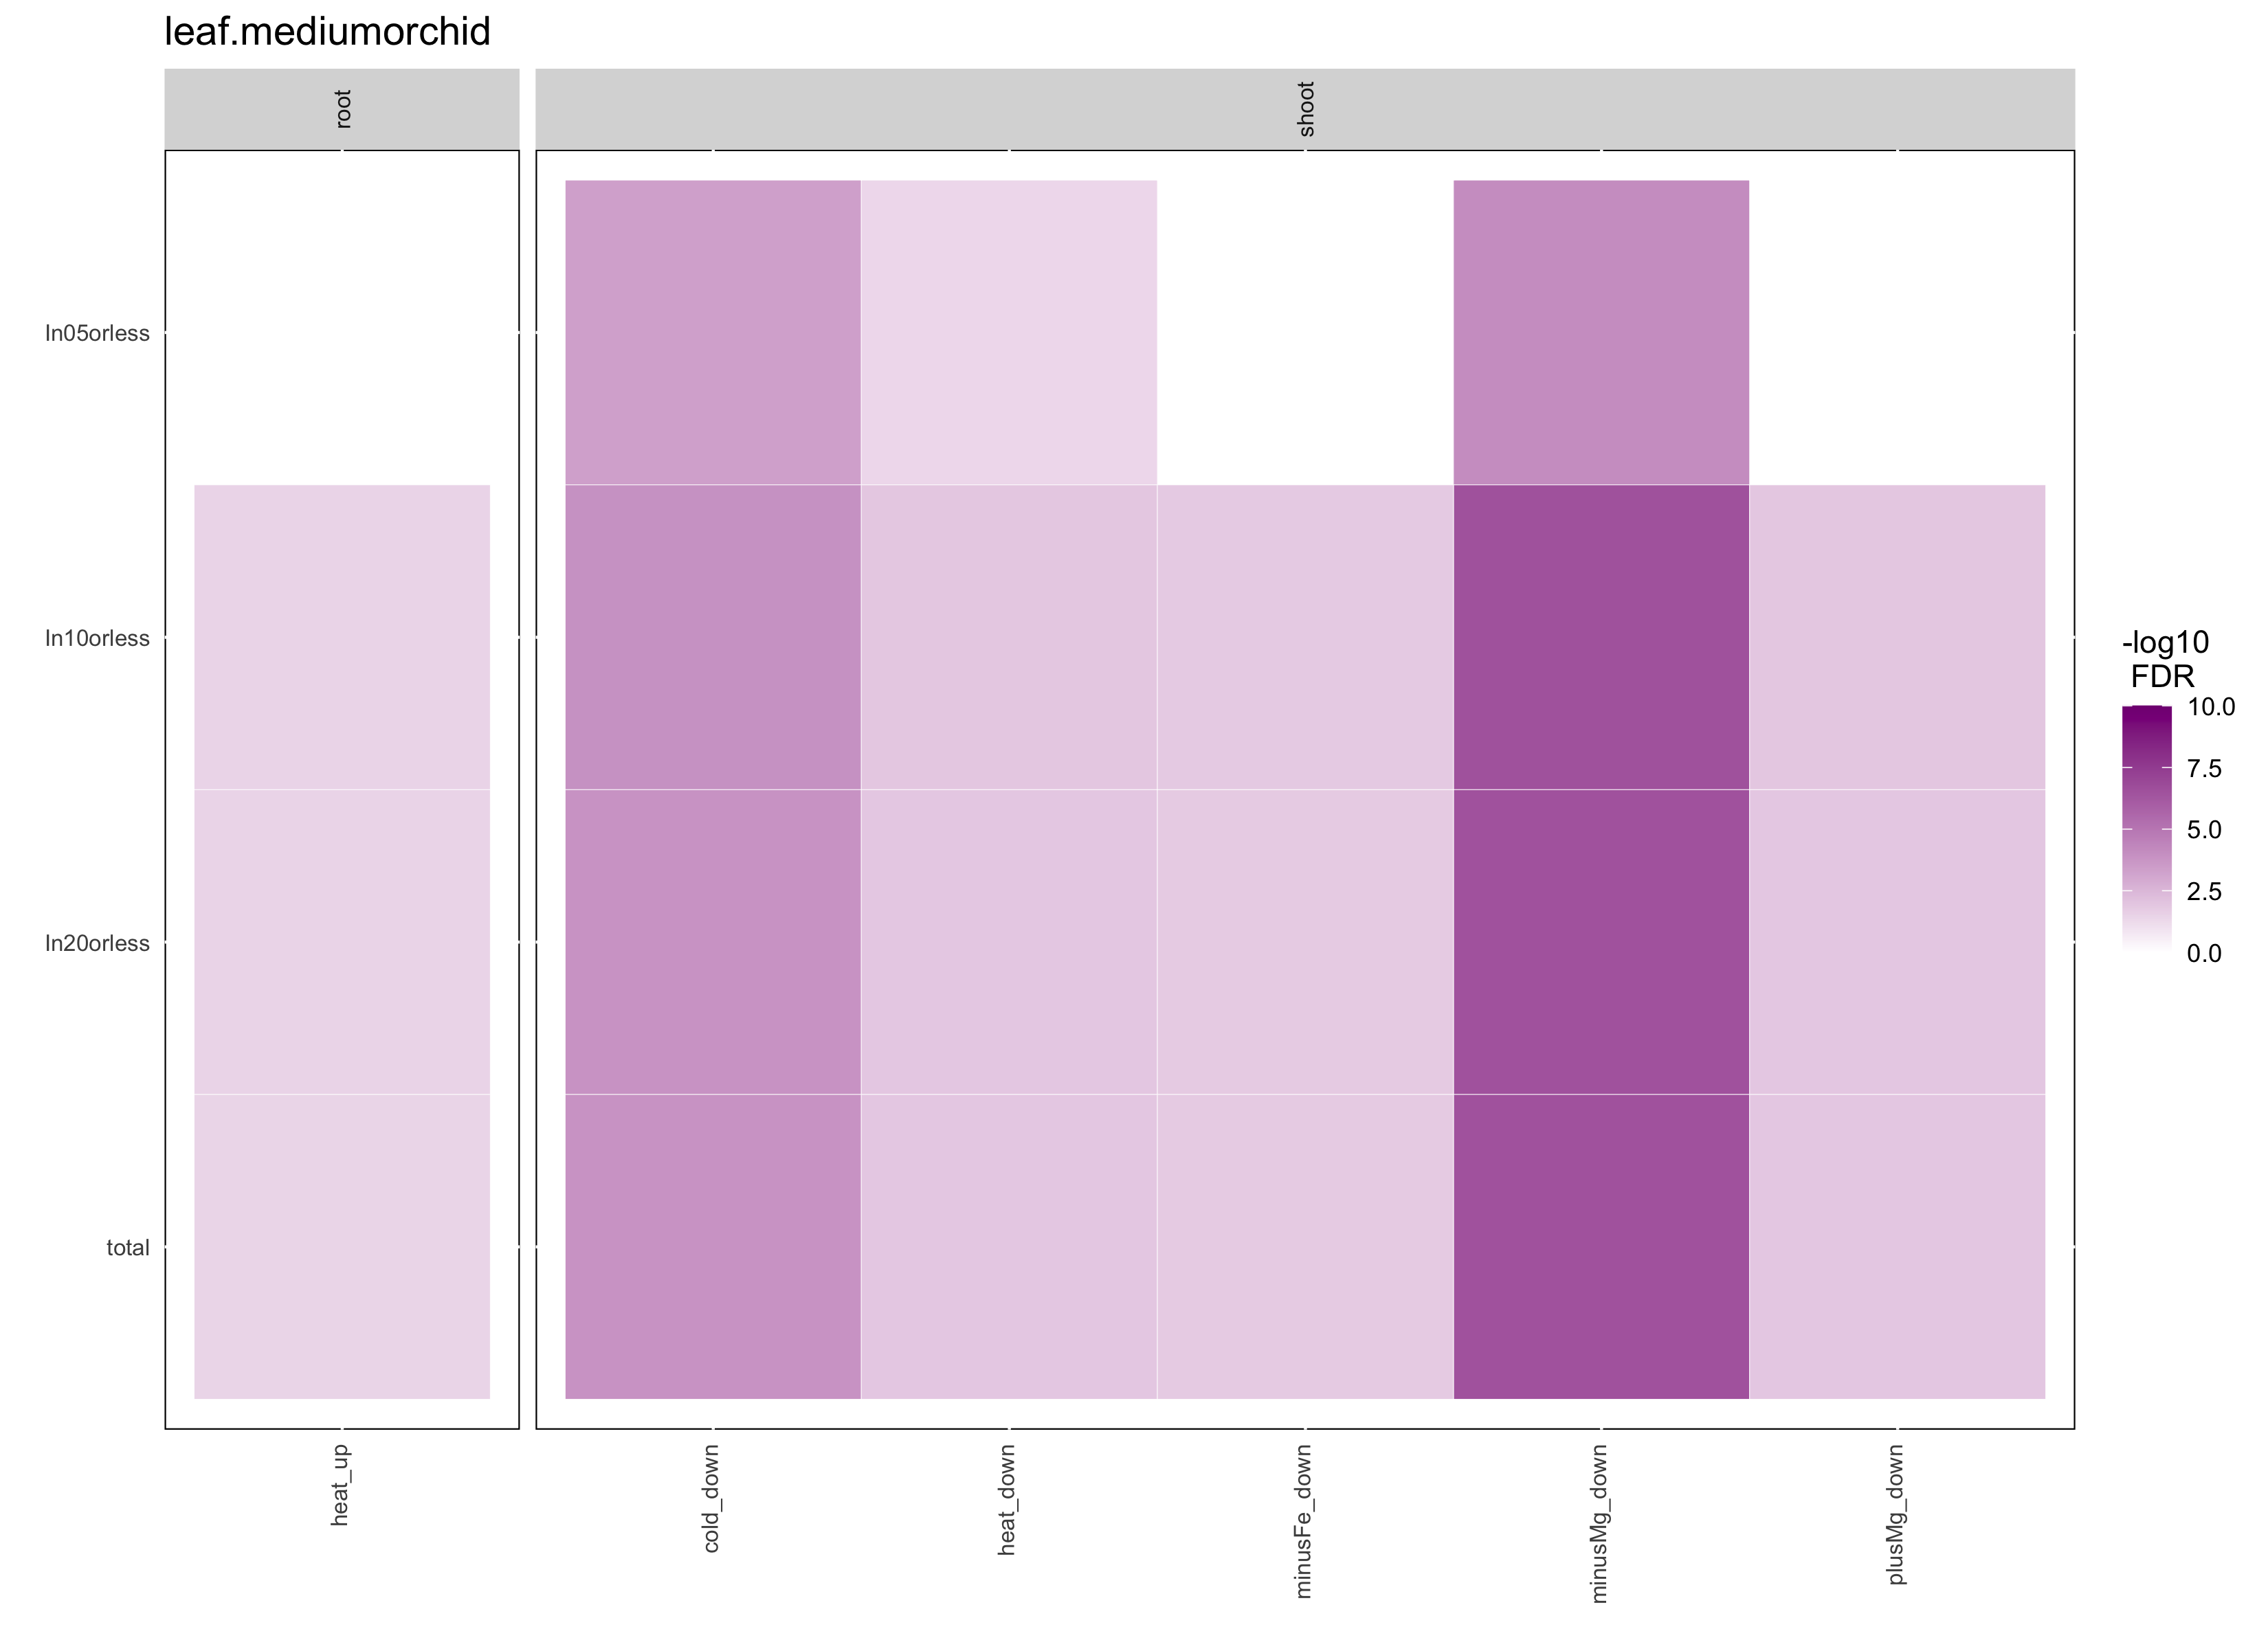 leaf.mediumorchid
root
shoot
In05orless
In10orless
In20orless
total
heat_up
cold_down
heat_down
minusFe_down
minusMg_down
plusMg_down
-log10
FDR
10.0
7.5
5.0
2.5
0.0